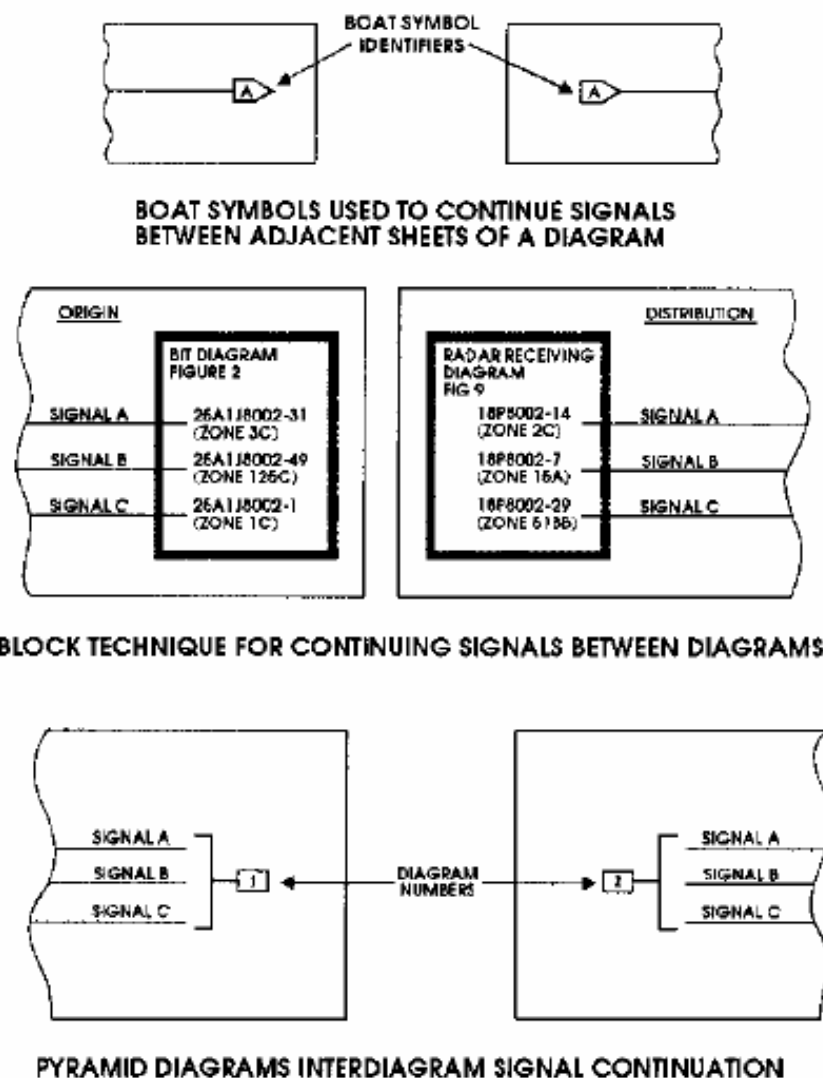 BOAT SYMBOL
IDENTIFIERS
A
A
BOAT SYMBOLS USED TO CONTINUE SIGNALS
BETWEEN ADJACENT SHEETS OF A DIAGRAM
ORIGIN
BIT DIAGRAM
FIGURE 2
SIGNAL A
26A1J8002-31
(ZONE 3C)
SIGNAL B
26A1J8002-49
(ZONE 126C)
SIGNAL C
26A1J8002-1
(ZONE 1C)
DISTRIBUTION
RADAR RECEIVING
DIAGRAM
FIG 9
18P8002-14
(ZONE 2C)
SIGNAL A
18P8002-7
(ZONE 16A)
SIGNAL B
18P8002-29
SIGNAL C
BLOCK TECHNIQUE FOR CONTINUING SIGNALS BETWEEN DIAGRAMS
SIGNAL A
SIGNAL B
SIGNAL C
1
DIAGRAM
NUMBERS
2
SIGNAL A
SIGNAL B
SIGNAL C
PYRAMID DIAGRAMS INTERDIAGRAM SIGNAL CONTINUATION